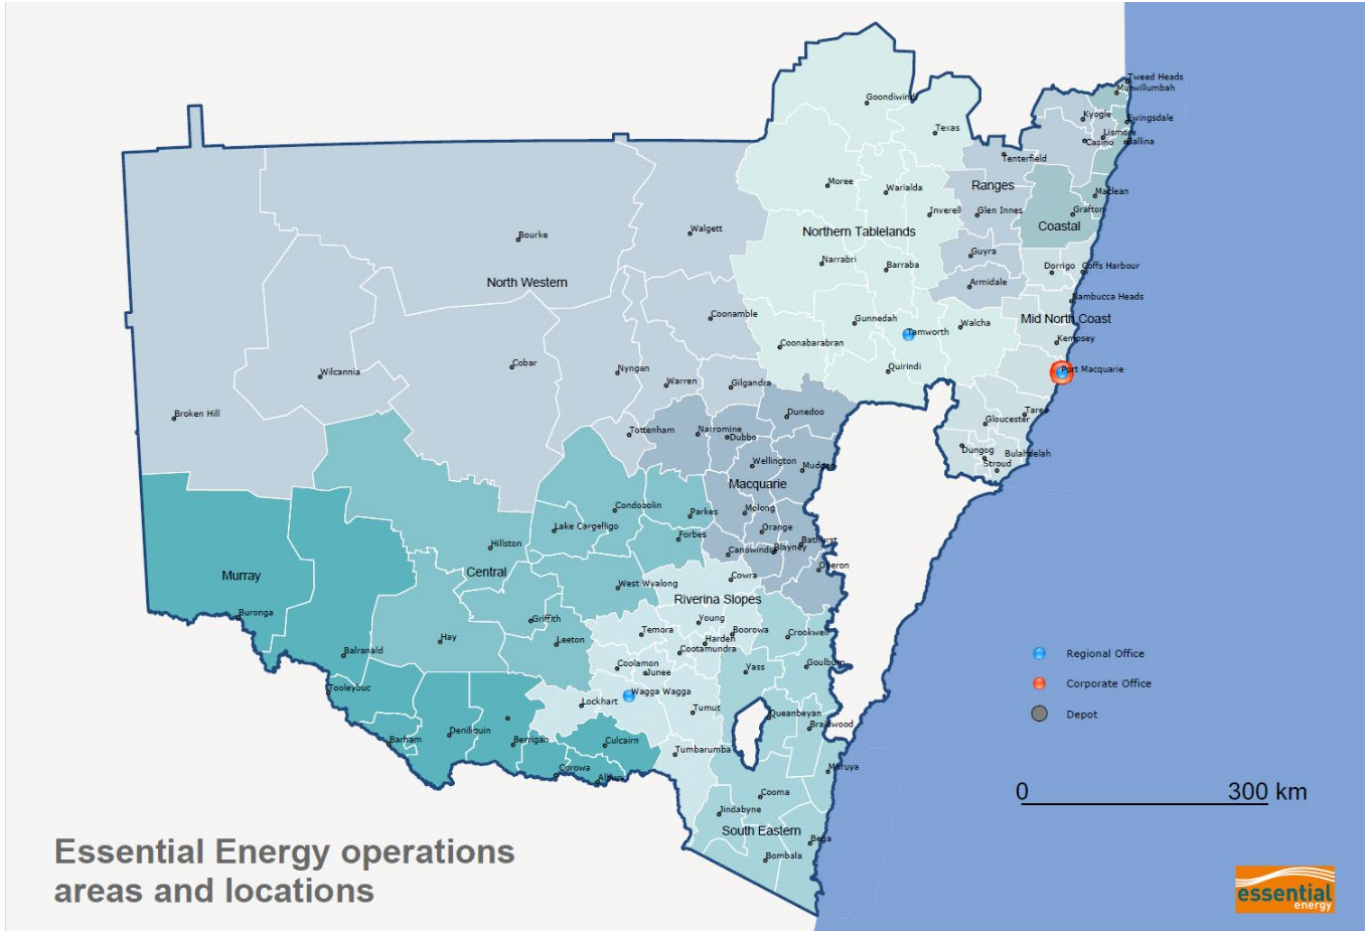 Tweed Heads
Murwillumbah
Goondiwindi
Kyogle
Ewingsdale
Texas
Lismore
Casino
Ballina
Tenterfield
Moree
Warialda
Ranges
Maclean
Inverell
Glen Innes
Grafton
Walgett
Northern Tablelands
Coastal
Bourke
Guyra
Narrabri
Barraba
Dorrigo
Coffs Harbour
North Western
Armidale
Nambucca Heads
Coonamble
Gunnedah
Walcha
Mid North Coast
Tamworth
Kempsey
Coonabarabran
Cobar
Nyngan
Quirindi
Port Macquarie
Wilcannia
Warren
Gilgandra
Broken Hill
Dunedoo
Taree
Gloucester
Tottenham
Narromine
Dubbo
Dungog
Bulahdelah
Stroud
Wellington
Mudgee
Macquarie
Condobolin
Parkes
Molong
Lake Cargelligo
Orange
Forbes
Hillston
Canowindra
Blayney
Bathurst
Murray
Central
Cowra
Oberon
West Wyalong
Riverina Slopes
Buronga
Griffith
Young
Temora
Boorowa
Crookwell
Hay
Leeton
Harden
Cootamundra
Balranald
Coolamon
Junee
Yass
Goulburn
Regional Office
Tooleybuc
Wagga Wagga
Corporate Office
Lockhart
Tumut
Queanbeyan
Depot
Braidwood
Deniliquin
Barham
Berrigan
Culcairn
Tumbarumba
Corowa
Albury
Moruya
0 300 km
Cooma
Jindabyne
South Eastern
Bega
Bombala
Essential Energy operations
areas and locations
essential
energy